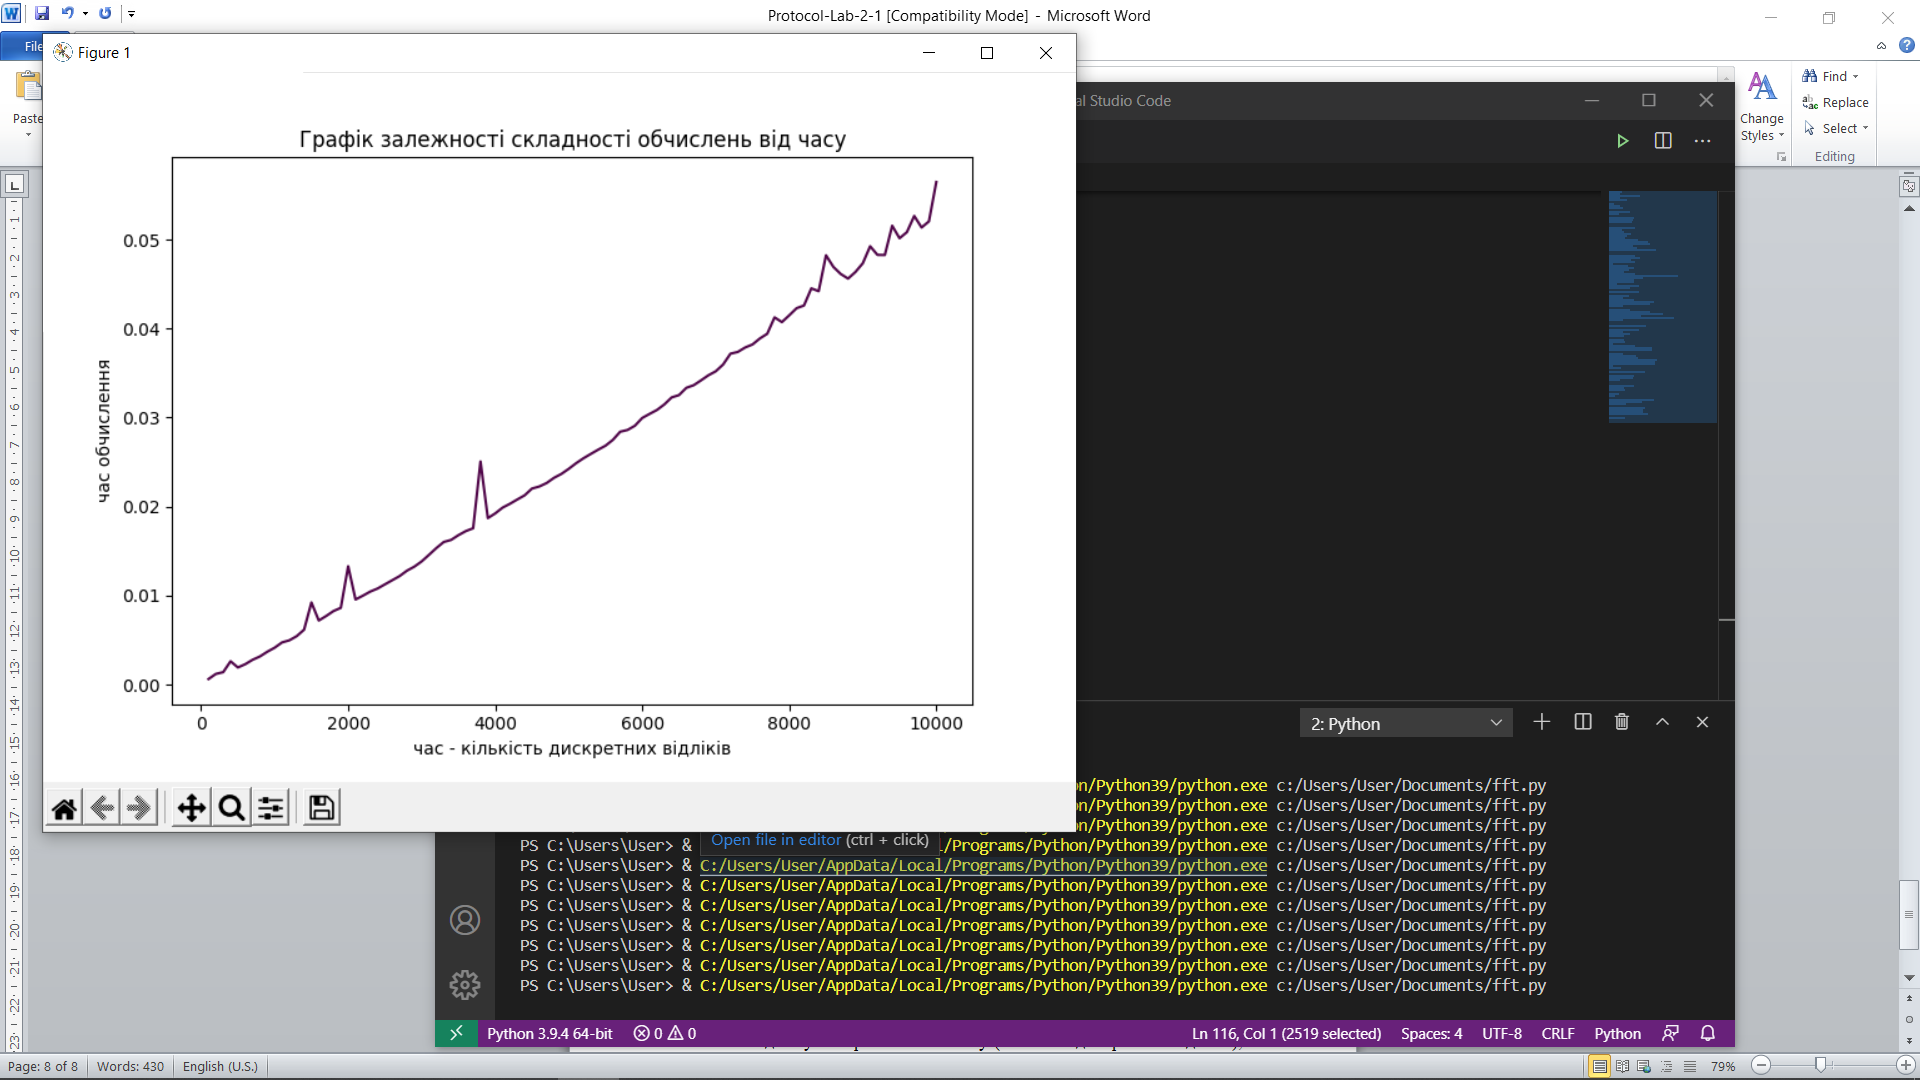 Protocol-Lab-2-1 [Compatibility Mode] - Microsoft Word
File
Figure 1
Paste
al Studio Code
Find
Replace
Select
Change
Styles
Editing
Графік залежності складності обчислень від часу
0.05
0.04
0.03
0.02
0.01
0.00
час обчислення
0 2000 4000 6000 8000 10000
час - кількість дискретних відліків
2: Python
n/Python39/python.exe c:/Users/User/Documents/fft.py
on/Python39/python.exe c:/Users/User/Documents/fft.py
on/Python39/python.exe c:/Users/User/Documents/fft.py
Open file in editor (ctrl + click)
PS C:\Users\User> & /Programs/Python/Python39/python.exe c:/Users/User/Documents/fft.py
PS C:\Users\User> & C:/Users/User/AppData/Local/Programs/Python/Python39/python.exe c:/Users/User/Documents/fft.py
PS C:\Users\User> & C:/Users/User/AppData/Local/Programs/Python/Python39/python.exe c:/Users/User/Documents/fft.py
PS C:\Users\User> & C:/Users/User/AppData/Local/Programs/Python/Python39/python.exe c:/Users/User/Documents/fft.py
PS C:\Users\User> & C:/Users/User/AppData/Local/Programs/Python/Python39/python.exe c:/Users/User/Documents/fft.py
PS C:\Users\User> & C:/Users/User/AppData/Local/Programs/Python/Python39/python.exe c:/Users/User/Documents/fft.py
PS C:\Users\User> & C:/Users/User/AppData/Local/Programs/Python/Python39/python.exe c:/Users/User/Documents/fft.py
PS C:\Users\User> & C:/Users/User/AppData/Local/Programs/Python/Python39/python.exe c:/Users/User/Documents/fft.py
Python 3.9.4 64-bit 0 0 Ln 116, Col 1 (2519 selected) Spaces: 4 UTF-8 CRLF Python
Page: 8 of 8 Words: 430 English (U.S.) 79%